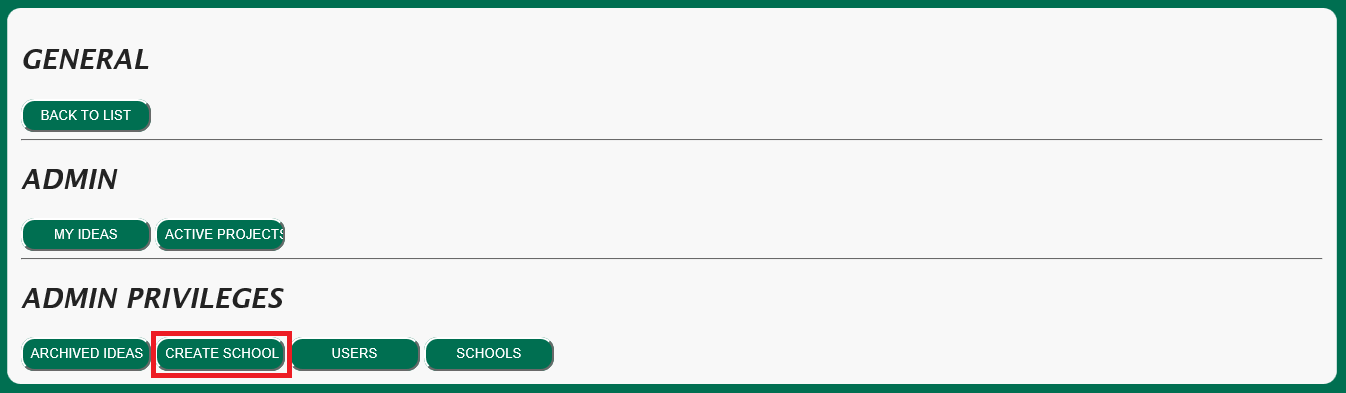 GENERAL
BACK TO LIST
ADMIN
MY IDEAS ACTIVE PROJECTS
ADMIN PRIVILEGES
ARCHIVED IDEAS CREATE SCHOOL USERS SCHOOLS